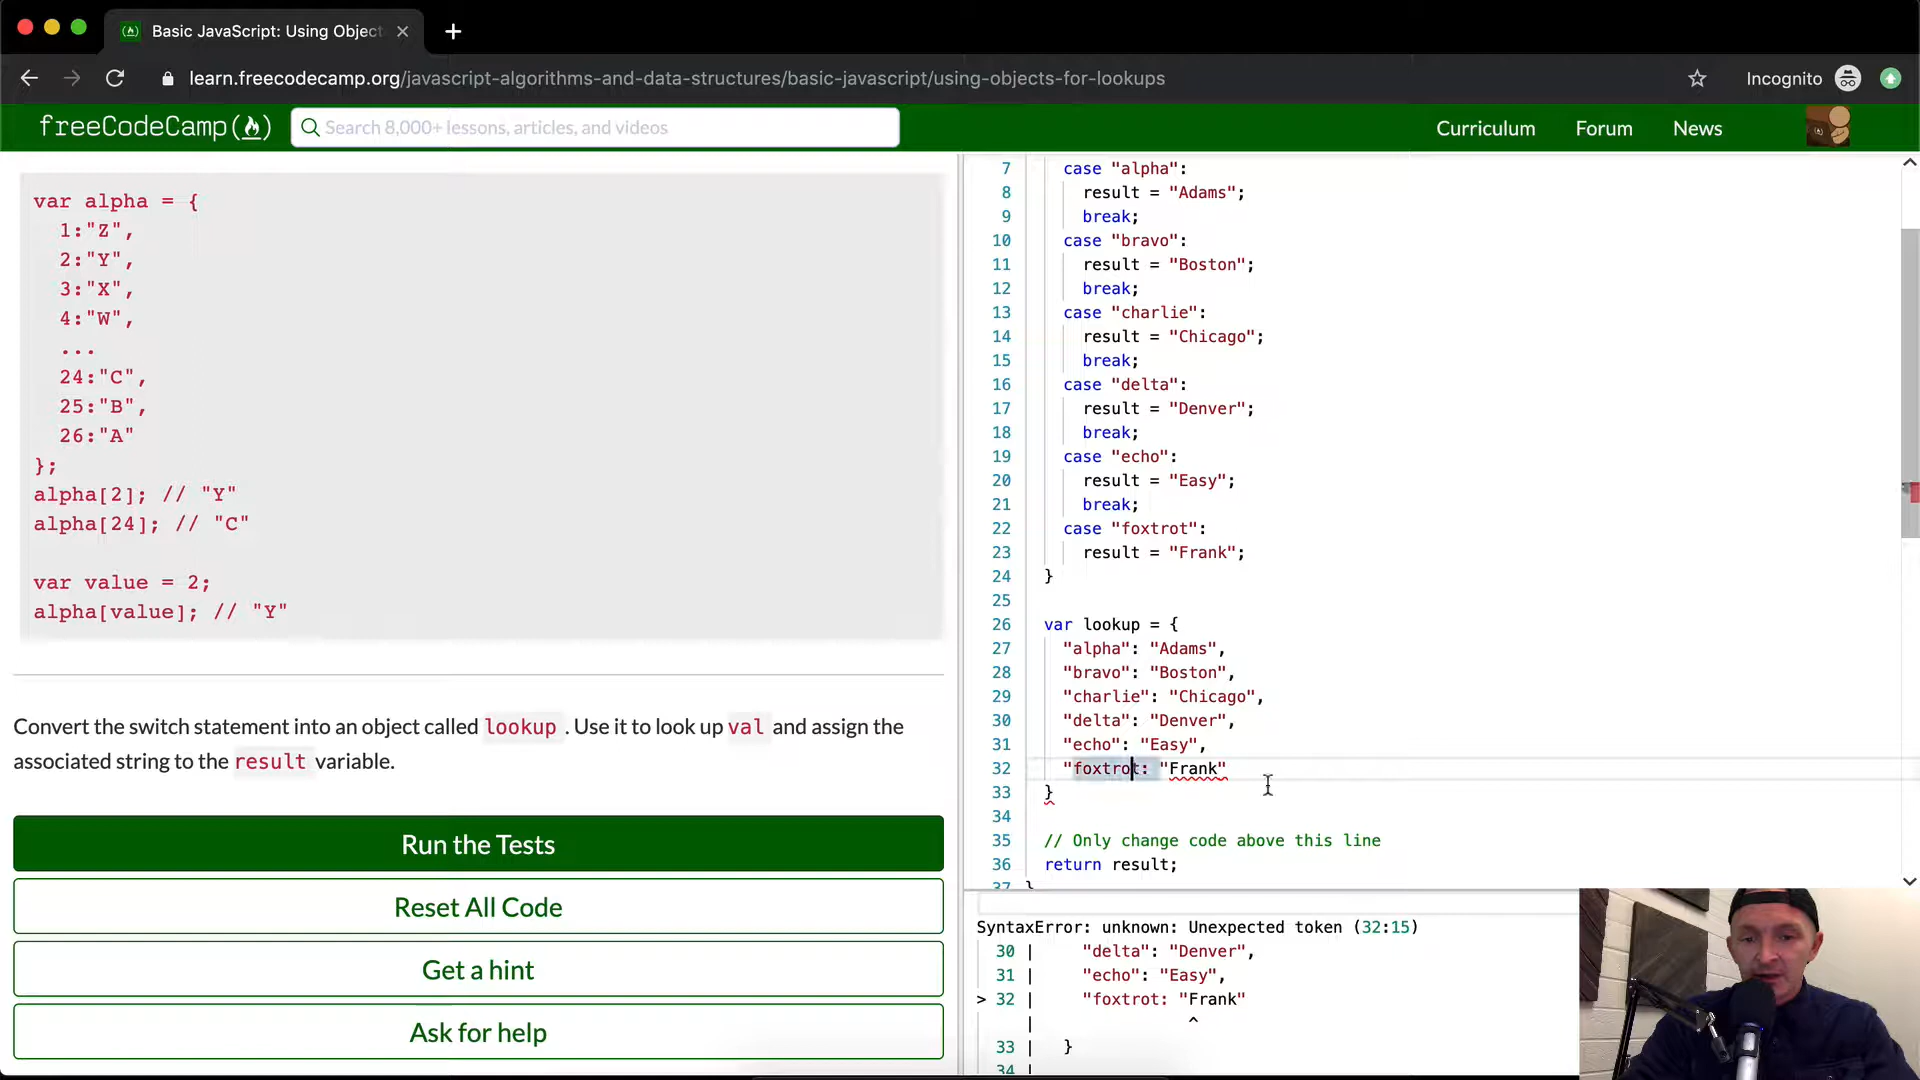 Basic JavaScript: Using Object
learn.freecodecamp.org/javascript-algorithms-and-data-structures/basic-javascript/using-objects-for-lookups
Incognito
freeCodeCamp
Search 8,000+ lessons, articles, and videos
Curriculum
Forum
News
var alpha = {
1:"Z",
2:"Y",
3:"X",
4:"W",
...
24:"C",
25:"B",
26:"A"
};
alpha[2]; // "Y"
alpha[24]; // "C"
var value = 2;
alpha[value]; // "Y"
Convert the switch statement into an object called lookup . Use it to look up val and assign the
associated string to the result variable.
Run the Tests
Reset All Code
Get a hint
Ask for help
7 case "alpha":
8 result = "Adams";
9 break;
10 case "bravo":
11 result = "Boston";
12 break;
13 case "charlie":
14 result = "Chicago";
15 break;
16 case "delta":
17 result = "Denver";
18 break;
19 case "echo":
20 result = "Easy";
21 break;
22 case "foxtrot":
23 result = "Frank";
24 }
25
26 var lookup = {
27 "alpha": "Adams",
28 "bravo": "Boston",
29 "charlie": "Chicago",
30 "delta": "Denver",
31 "echo": "Easy",
32 "foxtrot: "Frank"
33 }
34
35 // Only change code above this line
36 return result;
37 }
SyntaxError: unknown: Unexpected token (32:15)
30 | "delta": "Denver",
31 | "echo": "Easy",
> 32 | "foxtrot: "Frank"
| ^
33 | }
34 |